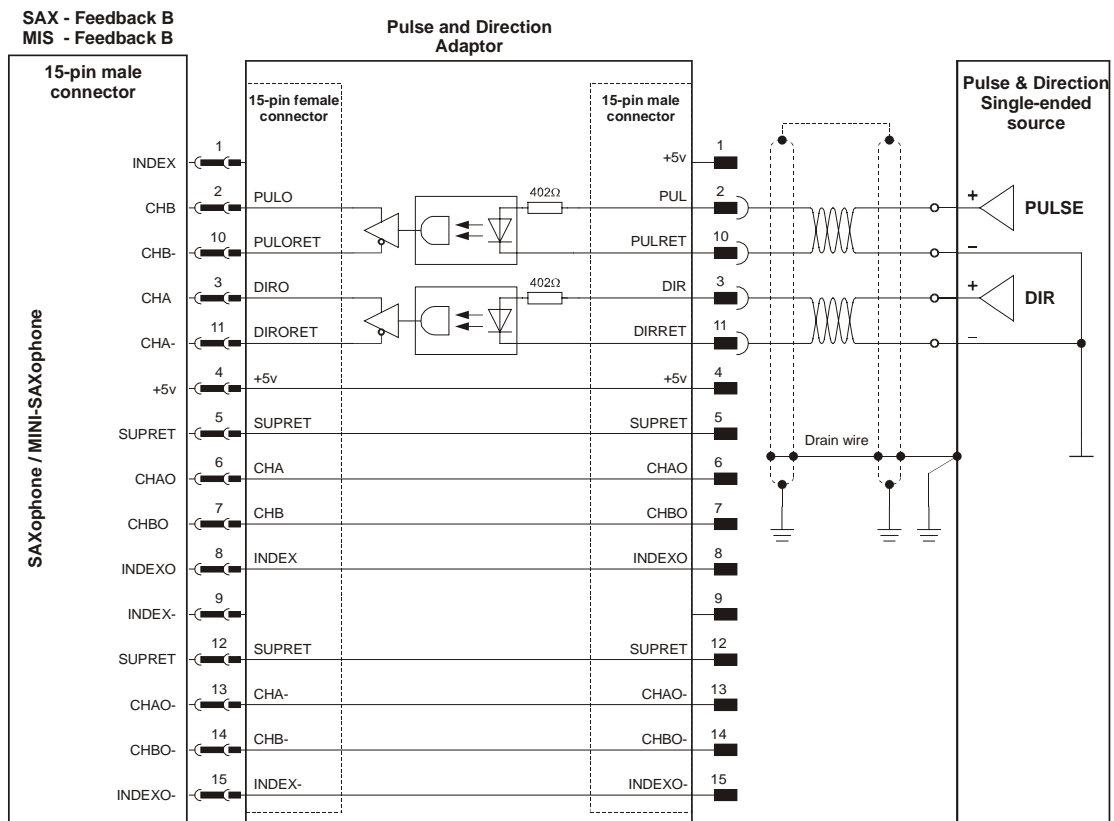 SAX - Feedback B
MIS - Feedback B
Pulse and Direction
Adaptor
15-pin male
connector
15-pin female
connector
15-pin male
connector
Pulse & Direction
Single-ended
source
SAXophone / MINI-SAXophone
INDEX 1 +5v 1
CHB 2 PULO 402Ω PUL 2 + PULSE
CHB- 10 PULORET PULRET 10 −
CHA 3 DIRO 402Ω DIR 3 + DIR
CHA- 11 DIRORET DIRRET 11 −
+5v 4 +5v +5v 4
SUPRET 5 SUPRET SUPRET 5
Drain wire
CHAO 6 CHA CHAO 6
CHBO 7 CHB CHBO 7
INDEXO 8 INDEX INDEXO 8
INDEX- 9 9
SUPRET 12 SUPRET SUPRET 12
CHAO- 13 CHA- CHAO- 13
CHBO- 14 CHB- CHBO- 14
INDEXO- 15 INDEX- INDEXO- 15